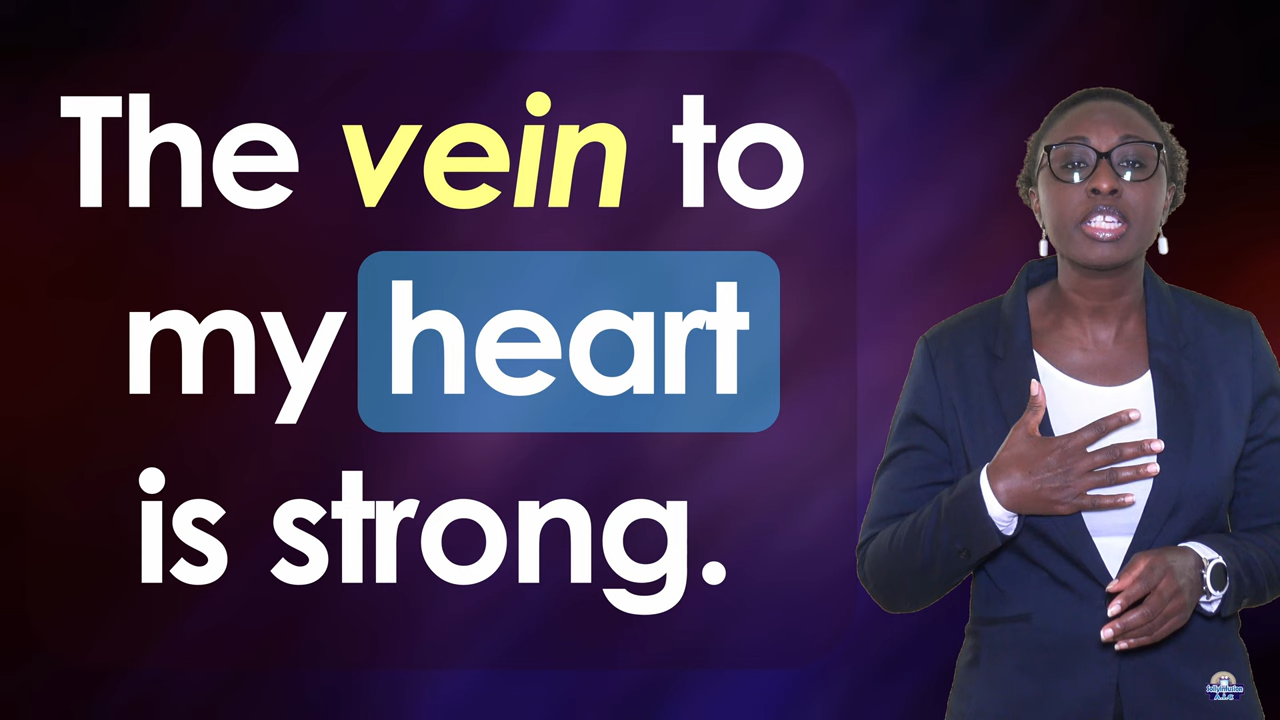 The vein to
my heart
is strong.